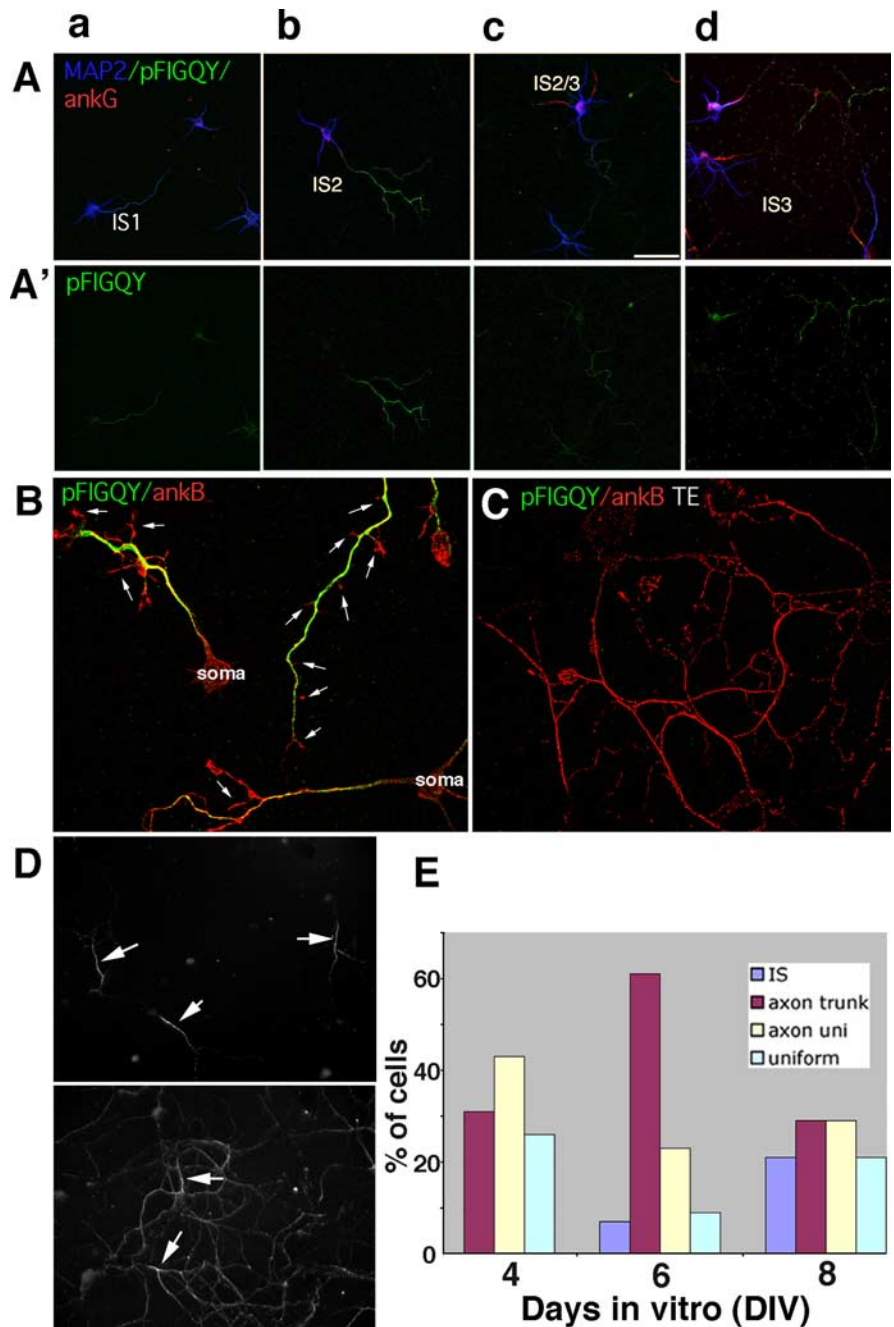 a
b
c
d
A
MAP2/pFIGQY/
ankG
IS1
IS2
IS2/3
IS3
A'
pFIGQY
B
pFIGQY/ankB
soma
soma
C
pFIGQY/ankB TE
D
E
% of cells
60
40
20
0
IS
axon trunk
axon uni
uniform
4
6
8
Days in vitro (DIV)